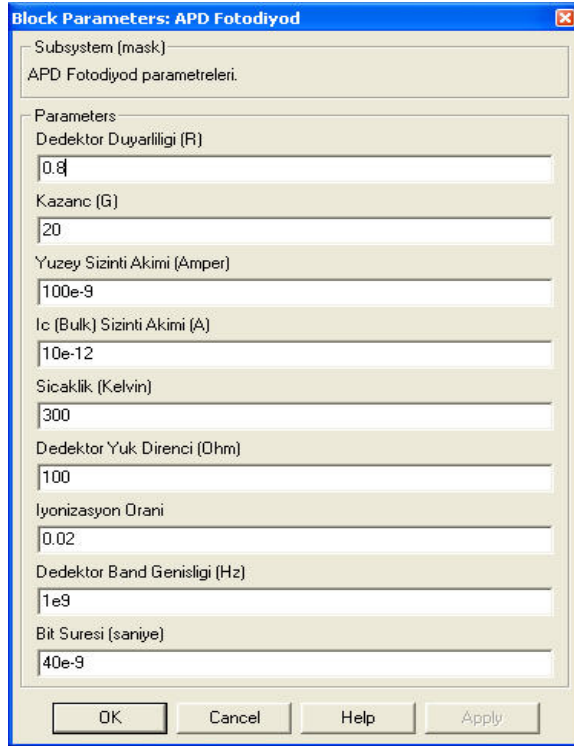 Block Parameters: APD Fotodiyod
Subsystem (mask)
APD Fotodiyod parametreleri.
Parameters
Dedektor Duyarliligi (R)
0.8
Kazanc (G)
20
Yuzey Sizinti Akimi (Amper)
100e-9
Ic (Bulk) Sizinti Akimi (A)
10e-12
Sicaklik (Kelvin)
300
Dedektor Yuk Direnci (Ohm)
100
Iyonizasyon Orani
0.02
Dedektor Band Genisligi (Hz)
1e9
Bit Suresi (saniye)
40e-9
OK Cancel Help Apply